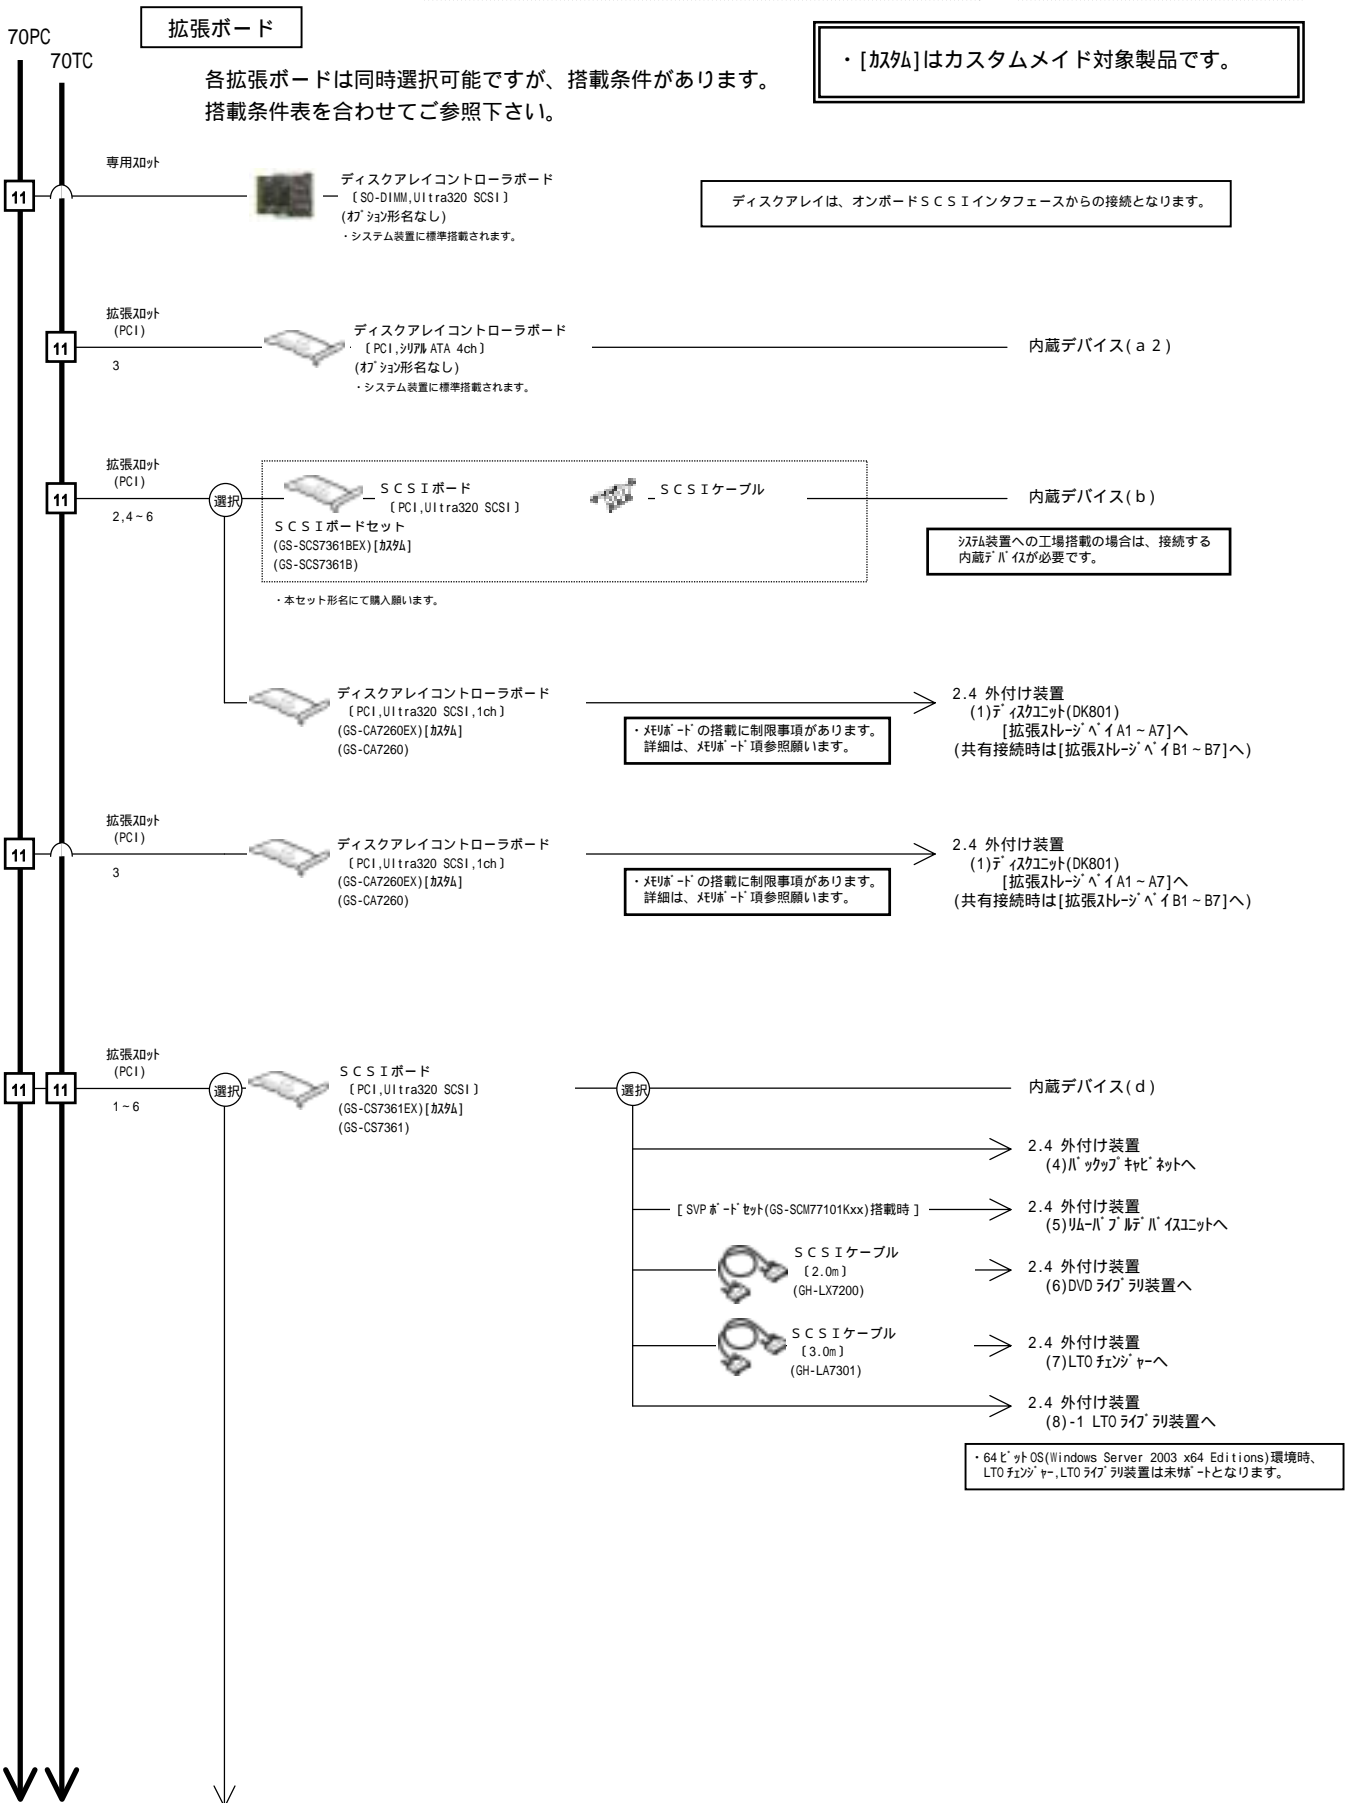 70PC
70TC
拡張ボード
・[ｶｽﾀﾑ]はカスタムメイド対象製品です。
各拡張ボードは同時選択可能ですが、搭載条件があります。
搭載条件表を合わせてご参照下さい。
専用ｽﾛｯﾄ
11
ディスクアレイコントローラボード
〔SO-DIMM,Ultra320 SCSI〕
(ｵﾌﾟｼｮﾝ形名なし)
・システム装置に標準搭載されます。
ディスクアレイは、オンボードＳＣＳＩインタフェースからの接続となります。
拡張ｽﾛｯﾄ
(PCI)
3
11
ディスクアレイコントローラボード
〔PCI,ｼﾘｱﾙ ATA 4ch〕
(ｵﾌﾟｼｮﾝ形名なし)
・システム装置に標準搭載されます。
内蔵デバイス(ａ２)
拡張ｽﾛｯﾄ
(PCI)
2,4~6
11
選択
ＳＣＳＩボード
〔PCI,Ultra320 SCSI〕
ＳＣＳＩケーブル
ＳＣＳＩボードセット
(GS-SCS7361BEX)[ｶｽﾀﾑ]
(GS-SCS7361B)
・本セット形名にて購入願います。
内蔵デバイス(ｂ)
ｼｽﾃﾑ装置への工場搭載の場合は、接続する
内蔵ﾃﾞﾊﾞｲｽが必要です。
ディスクアレイコントローラボード
〔PCI,Ultra320 SCSI,1ch〕
(GS-CA7260EX)[ｶｽﾀﾑ]
(GS-CA7260)
・ﾒﾓﾘﾎﾞｰﾄﾞの搭載に制限事項があります。
詳細は、ﾒﾓﾘﾎﾞｰﾄﾞ項参照願います。
2.4 外付け装置
(1)ﾃﾞｨｽｸﾕﾆｯﾄ(DK801)
[拡張ｽﾄﾚｰｼﾞﾍﾞｲ A1~A7]へ
(共有接続時は[拡張ｽﾄﾚｰｼﾞﾍﾞｲ B1~B7]へ)
拡張ｽﾛｯﾄ
(PCI)
3
11
ディスクアレイコントローラボード
〔PCI,Ultra320 SCSI,1ch〕
(GS-CA7260EX)[ｶｽﾀﾑ]
(GS-CA7260)
・ﾒﾓﾘﾎﾞｰﾄﾞの搭載に制限事項があります。
詳細は、ﾒﾓﾘﾎﾞｰﾄﾞ項参照願います。
2.4 外付け装置
(1)ﾃﾞｨｽｸﾕﾆｯﾄ(DK801)
[拡張ｽﾄﾚｰｼﾞﾍﾞｲ A1~A7]へ
(共有接続時は[拡張ｽﾄﾚｰｼﾞﾍﾞｲ B1~B7]へ)
拡張ｽﾛｯﾄ
(PCI)
1~6
11 11
選択
ＳＣＳＩボード
〔PCI,Ultra320 SCSI〕
(GS-CS7361EX)[ｶｽﾀﾑ]
(GS-CS7361)
選択
内蔵デバイス(ｄ)
2.4 外付け装置
(4)ﾊﾞｯｸｱｯﾌﾟｷｬﾋﾞﾈｯﾄへ
[ SVP ﾎﾞｰﾄﾞｾｯﾄ(GS-SCM77101Kxx)搭載時 ]
2.4 外付け装置
(5)ﾘﾑｰﾊﾞﾌﾞﾙﾃﾞﾊﾞｲｽﾕﾆｯﾄへ
ＳＣＳＩケーブル
〔2.0m〕
(GH-LX7200)
2.4 外付け装置
(6)DVD ﾗｲﾌﾞﾗﾘ装置へ
ＳＣＳＩケーブル
〔3.0m〕
(GH-LA7301)
2.4 外付け装置
(7)LTO ﾁｪﾝｼﾞｬｰへ
2.4 外付け装置
(8)-1 LTO ﾗｲﾌﾞﾗﾘ装置へ
・64 ﾋﾞｯﾄ OS(Windows Server 2003 x64 Editions)環境時、
LTO ﾁｪﾝｼﾞｬｰ,LTO ﾗｲﾌﾞﾗﾘ装置は未ｻﾎﾟｰﾄとなります。